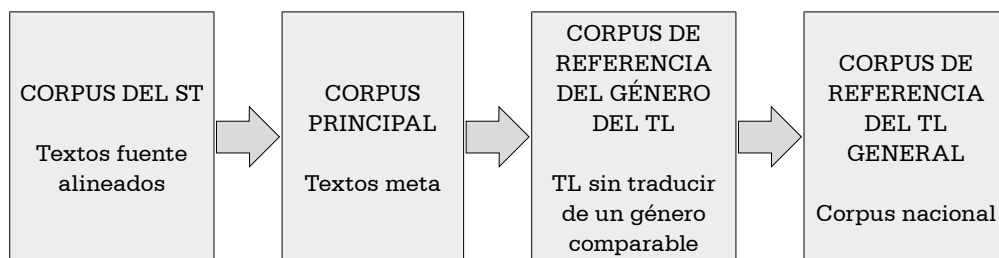 CORPUS DEL ST
Textos fuente
alineados
CORPUS
PRINCIPAL
Textos meta
CORPUS DE
REFERENCIA
DEL GÉNERO
DEL TL
TL sin traducir
de un género
comparable
CORPUS DE
REFERENCIA
DEL TL
GENERAL
Corpus nacional